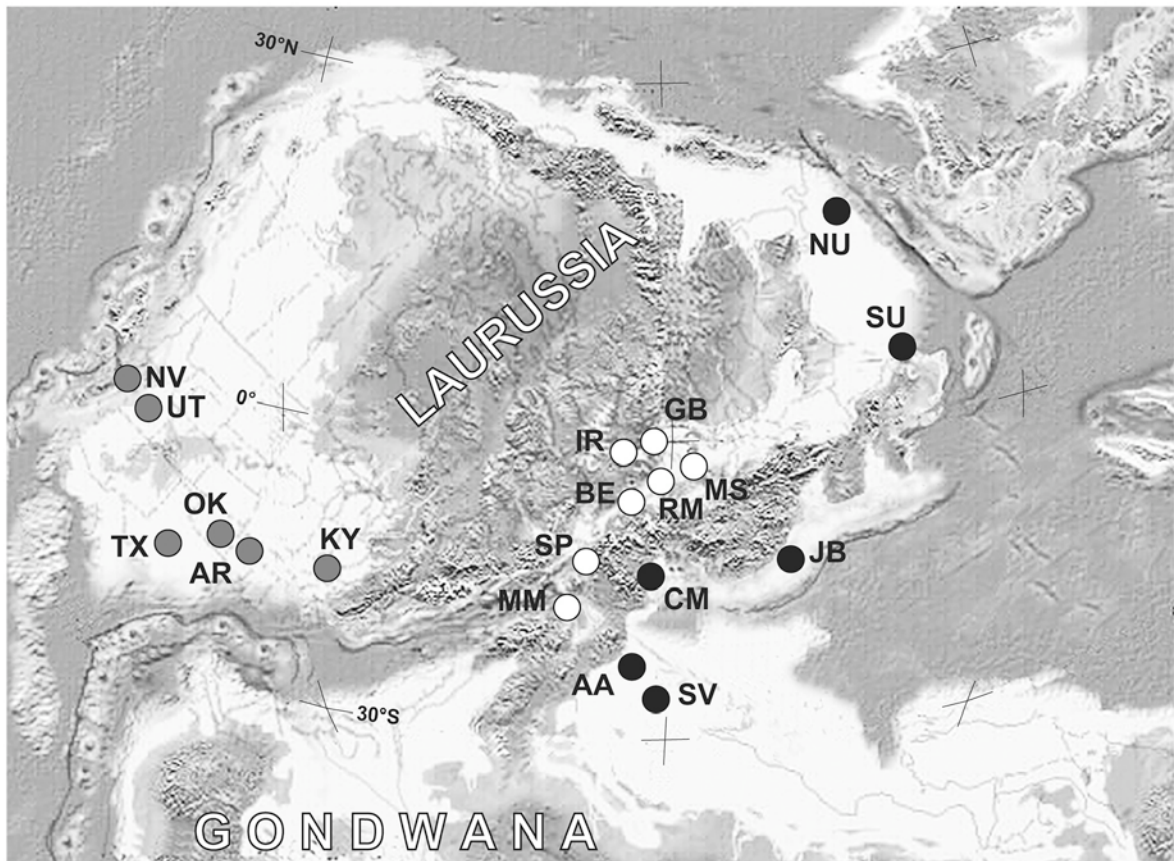 30°N
NU
LAURUSSIA
SU
NV
0°
UT
GB
IR
MS
BE
RM
OK
TX
AR
KY
SP
JB
MM
CM
AA
SV
30°S
GONDWANA